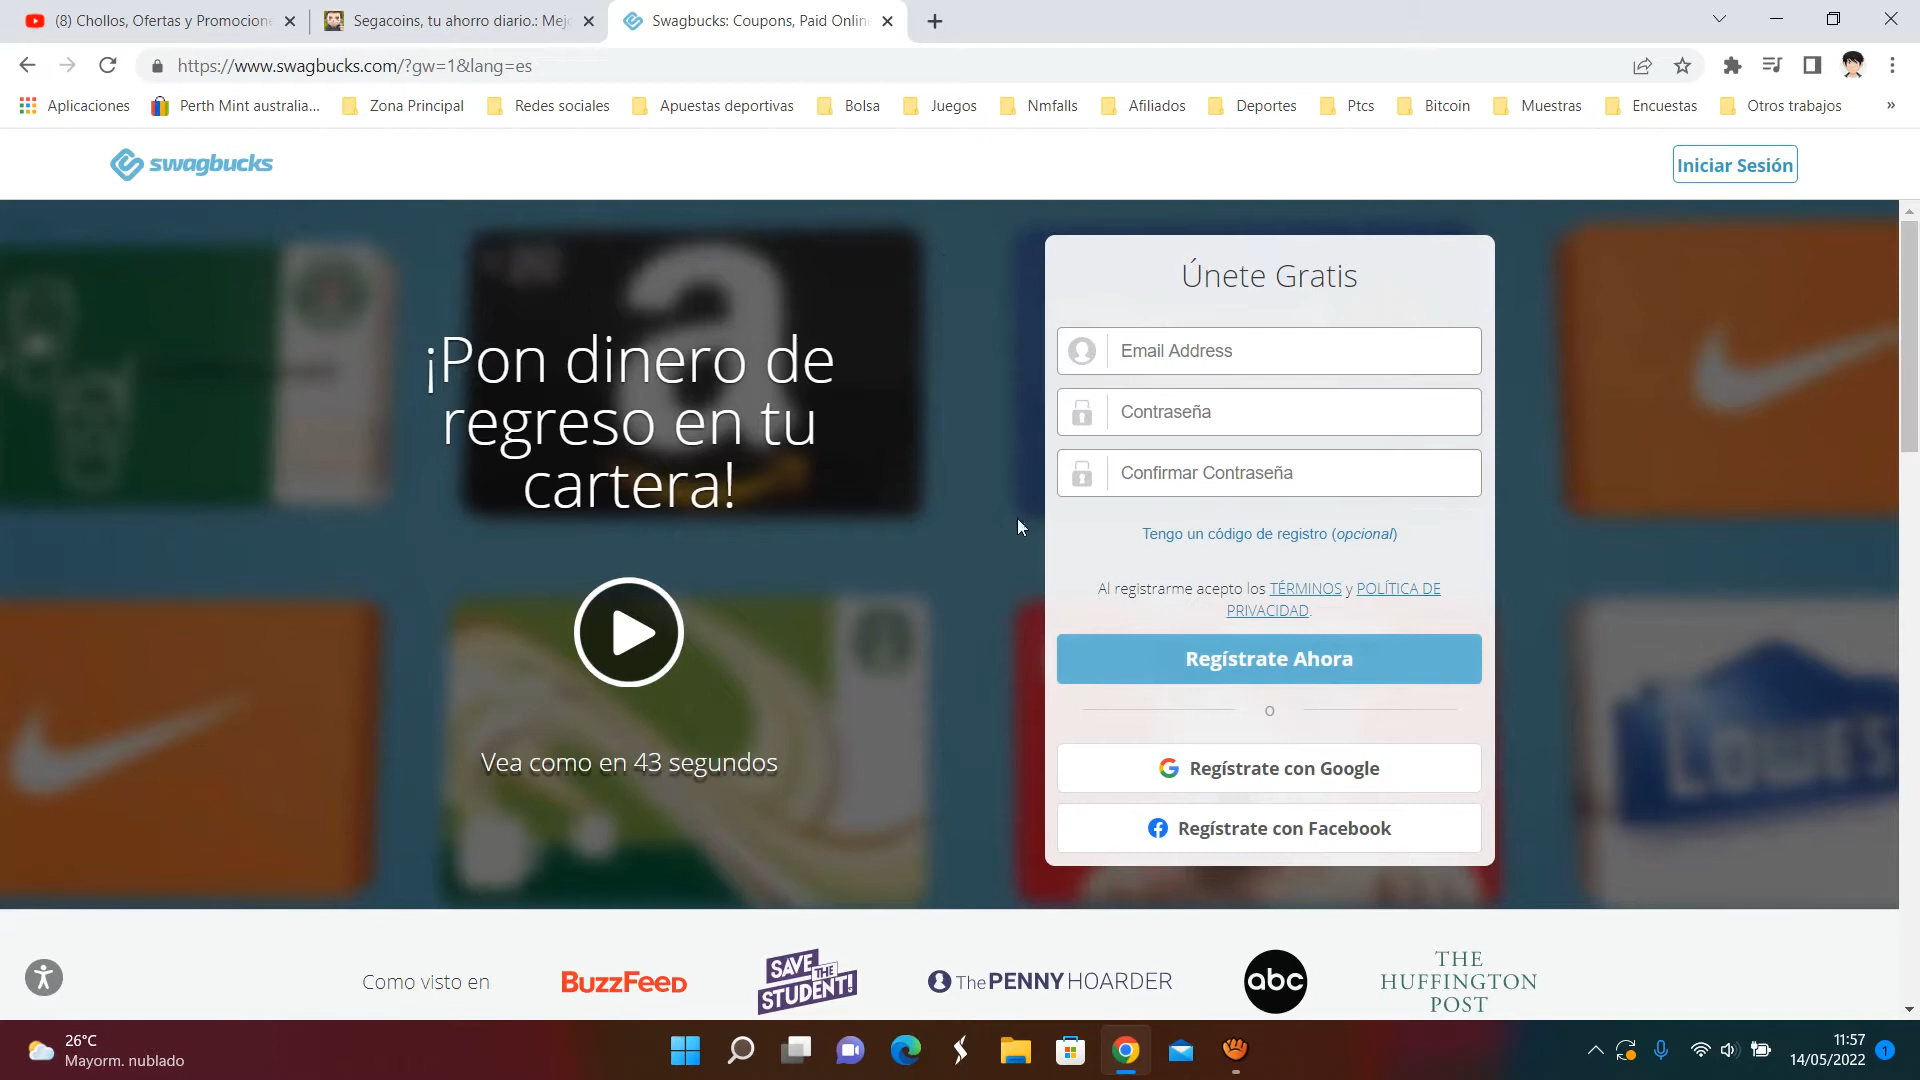 (8) Chollos, Ofertas y Promocione
Segacoins, tu ahorro diario.: Mejo
Swagbucks: Coupons, Paid Onlin
https://www.swagbucks.com/?gw=1&lang=es
Aplicaciones
Perth Mint australia...
Zona Principal
Redes sociales
Apuestas deportivas
Bolsa
Juegos
Nmfalls
Afiliados
Deportes
Ptcs
Bitcoin
Muestras
Encuestas
Otros trabajos
»
swagbucks
Iniciar Sesión
¡Pon dinero de
regreso en tu
cartera!
Vea como en 43 segundos
Únete Gratis
Email Address
Contraseña
Confirmar Contraseña
Tengo un código de registro (opcional)
Al registrarme acepto los TÉRMINOS y POLÍTICA DE
PRIVACIDAD.
Regístrate Ahora
o
Regístrate con Google
Regístrate con Facebook
LOWES
Como visto en
BuzzFeed
SAVE THE STUDENT!
The PENNY HOARDER
abc
THE
HUFFINGTON
POST
26°C
Mayorm. nublado
11:57
14/05/2022
1